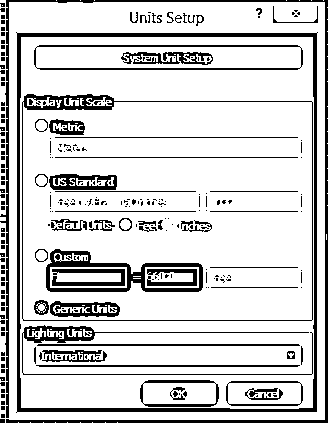 Units Setup ?
System Unit Setup
Display Unit Scale
Metric
US Standard
Default Units: Feet Inches
Custom
=
Generic Units
Lighting Units
International
OK Cancel